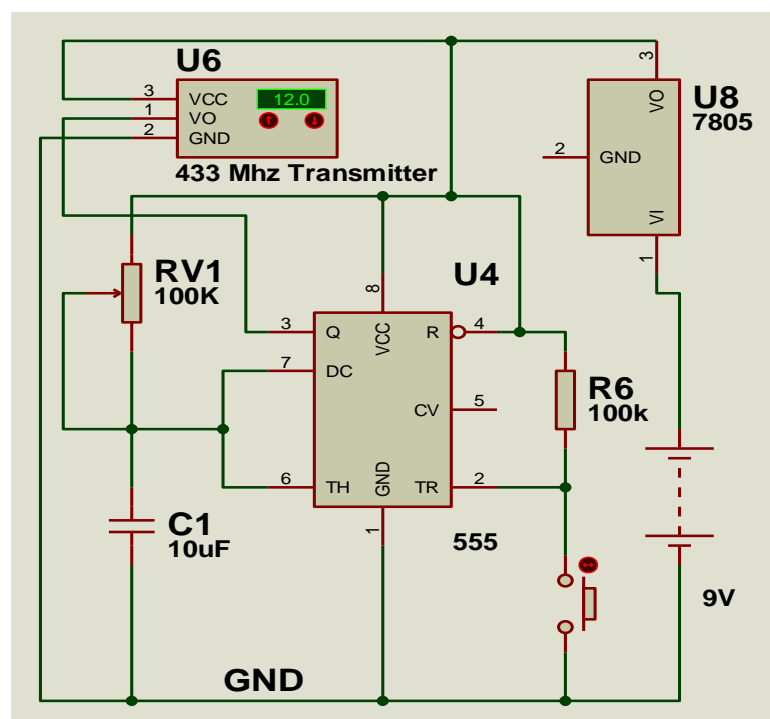 U6
3 VCC
1 VO
2 GND
12.0
433 Mhz Transmitter
3
VO
U8
7805
2 GND
VI
1
RV1
100K
U4
8
VCC
3 Q
R 4
7 DC
CV 5
R6
100k
6 TH
GND
TR 2
1
555
C1
10uF
9V
GND